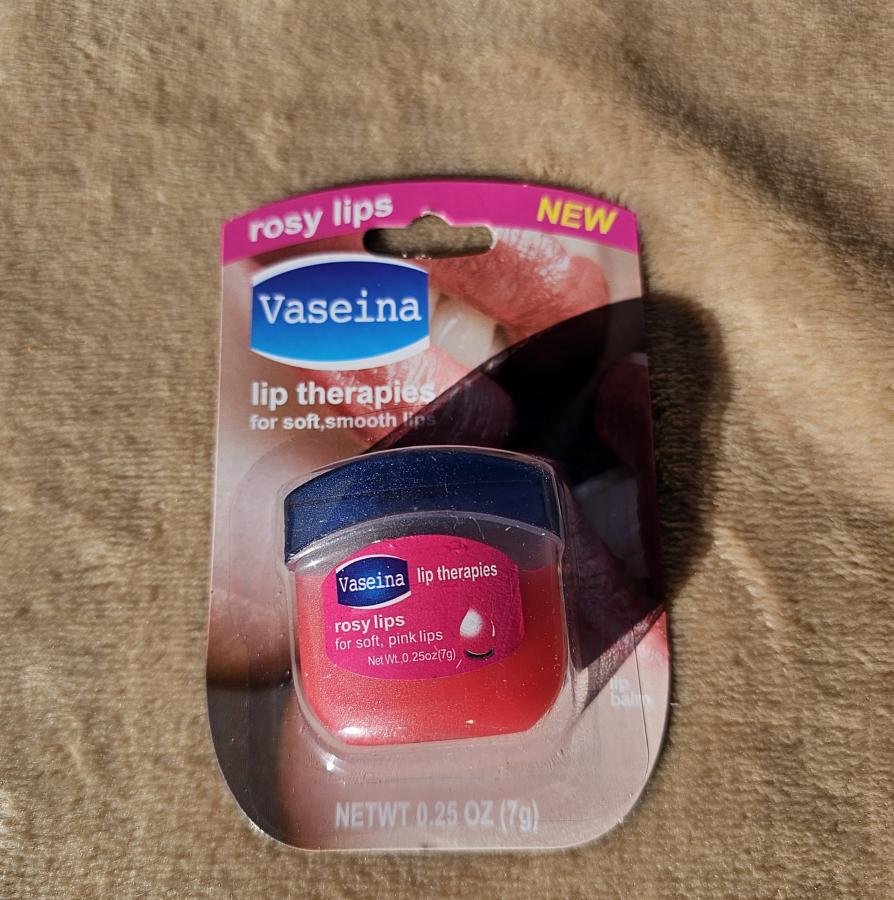 rosy lips
NEW
Vaseina
lip therapies
for soft,smooth lips
Vaseina lip therapies
rosy lips
for soft, pink lips
Net Wt.,0.25oz(7g)
lip
balm
NETWT 0.25 OZ (7g)